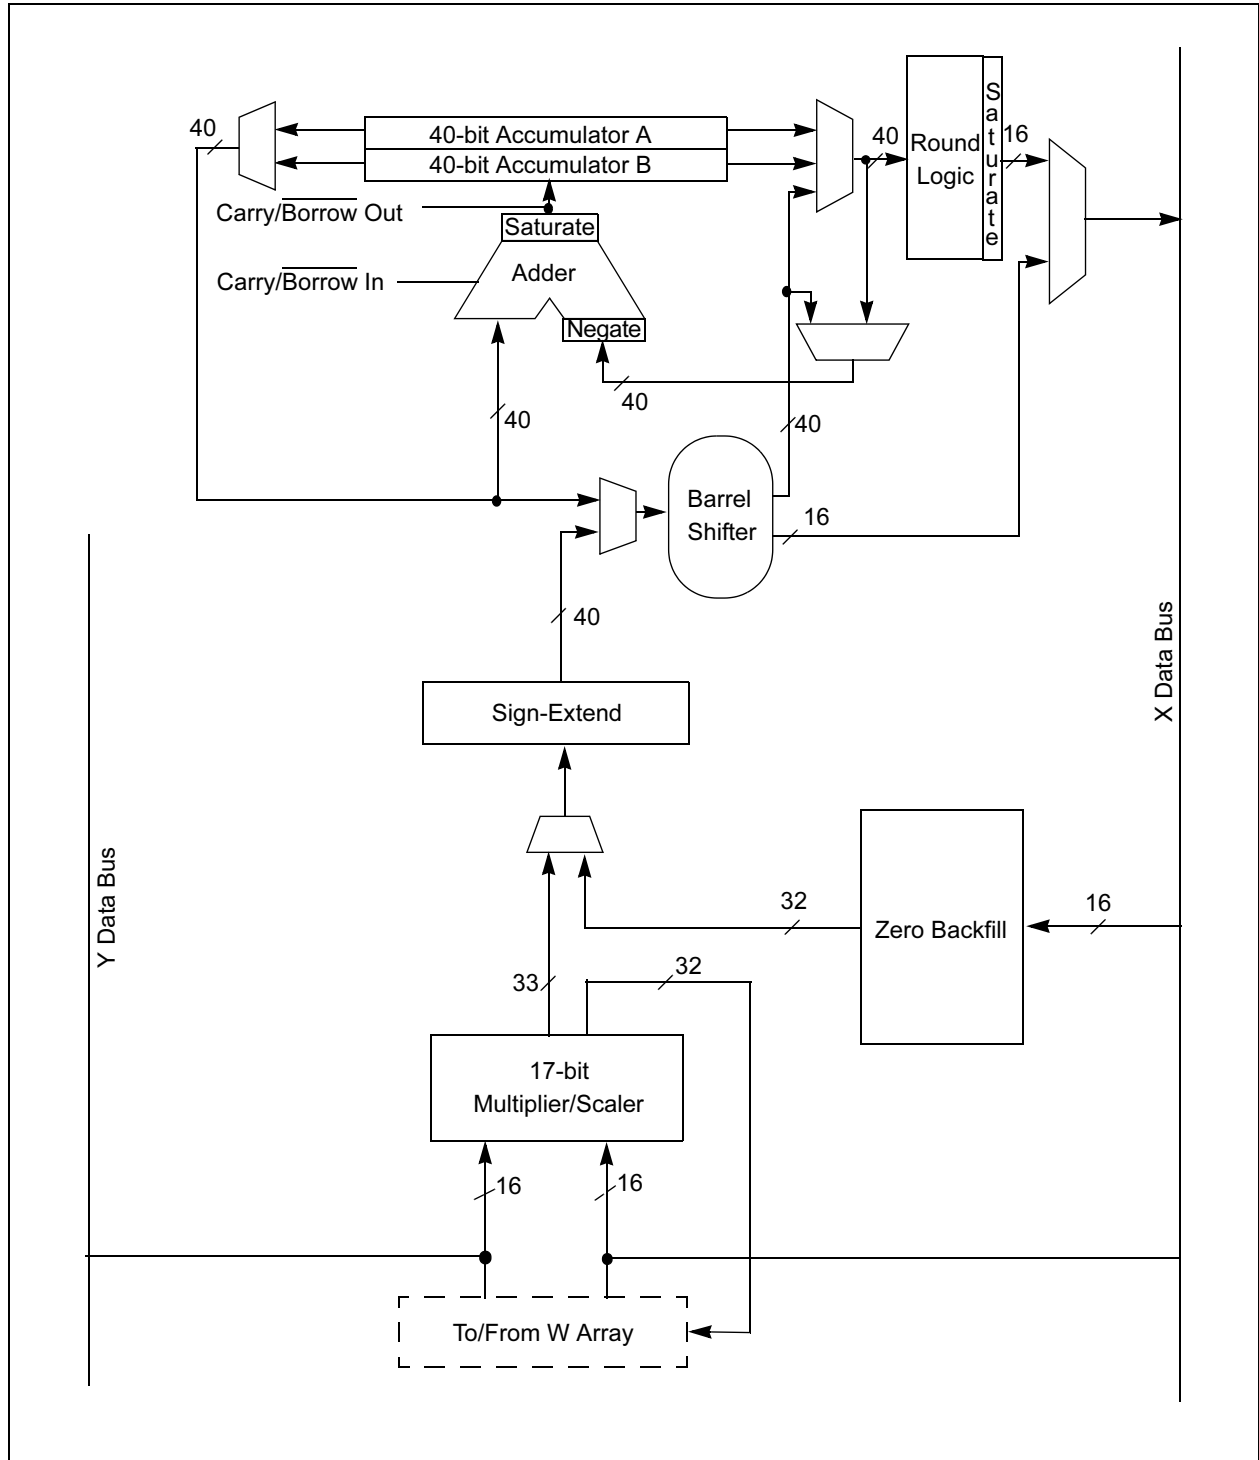 40
40-bit Accumulator A
40-bit Accumulator B
Carry/Borrow Out
Saturate
Carry/Borrow In
Adder
Negate
40
40
40
Round
Logic
Saturate
16
40
40
Barrel
Shifter
16
40
Sign-Extend
X Data Bus
Y Data Bus
32
Zero Backfill
16
33
32
17-bit
Multiplier/Scaler
16
16
To/From W Array